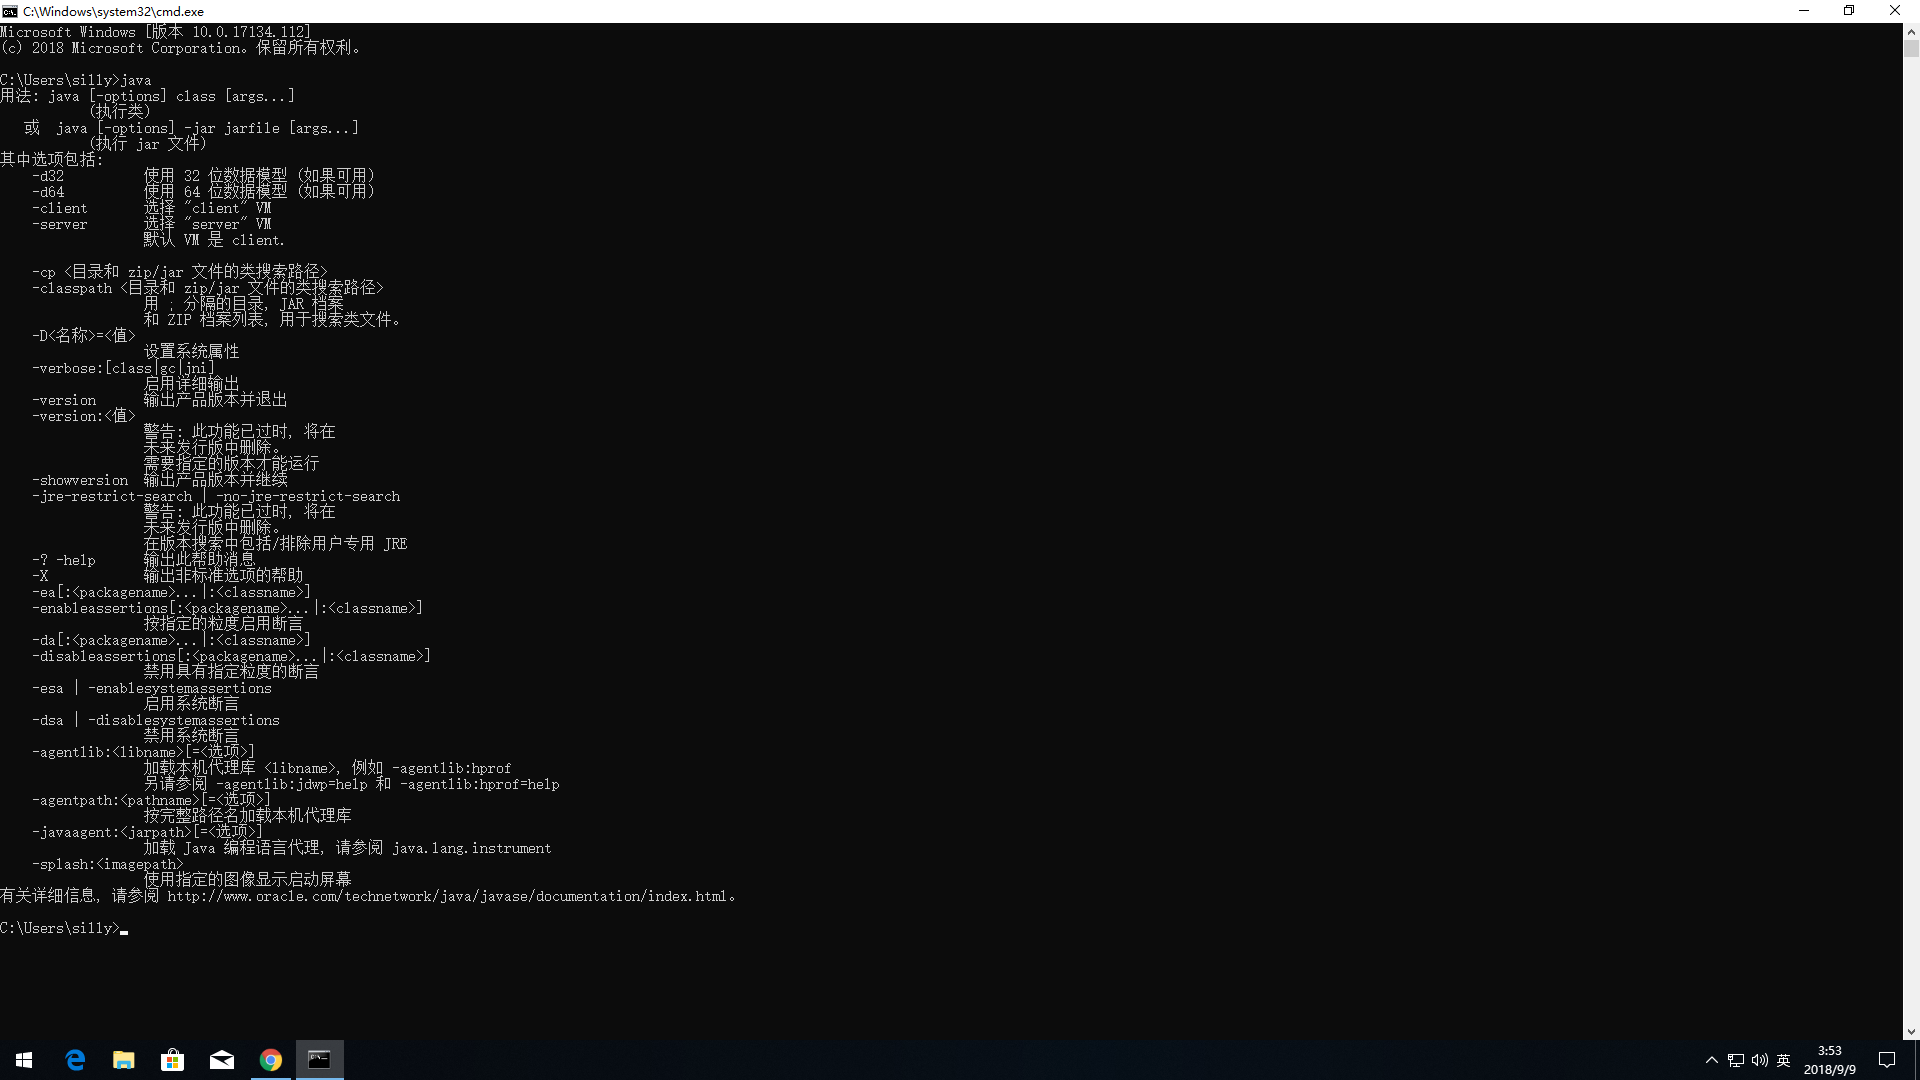 C:\Windows\system32\cmd.exe
Microsoft Windows [版本 10.0.17134.112]
(c) 2018 Microsoft Corporation。保留所有权利。
C:\Users\silly>java
用法: java [-options] class [args...]
(执行类)
或  java [-options] -jar jarfile [args...]
(执行 jar 文件)
其中选项包括:
-d32 使用 32 位数据模型 (如果可用)
-d64 使用 64 位数据模型 (如果可用)
-client 选择 "client" VM
-server 选择 "server" VM
默认 VM 是 client.
-cp <目录和 zip/jar 文件的类搜索路径>
-classpath <目录和 zip/jar 文件的类搜索路径>
用 ; 分隔的目录, JAR 档案
和 ZIP 档案列表, 用于搜索类文件。
-D<名称>=<值>
设置系统属性
-verbose:[class|gc|jni]
启用详细输出
-version 输出产品版本并退出
-version:<值>
警告: 此功能已过时, 将在
未来发行版中删除。
需要指定的版本才能运行
-showversion 输出产品版本并继续
-jre-restrict-search | -no-jre-restrict-search
警告: 此功能已过时, 将在
未来发行版中删除。
在版本搜索中包括/排除用户专用 JRE
-? -help 输出此帮助消息
-X 输出非标准选项的帮助
-ea[:<packagename>...|:<classname>]
-enableassertions[:<packagename>...|:<classname>]
按指定的粒度启用断言
-da[:<packagename>...|:<classname>]
-disableassertions[:<packagename>...|:<classname>]
禁用具有指定粒度的断言
-esa | -enablesystemassertions
启用系统断言
-dsa | -disablesystemassertions
禁用系统断言
-agentlib:<libname>[=<选项>]
加载本机代理库 <libname>, 例如 -agentlib:hprof
另请参阅 -agentlib:jdwp=help 和 -agentlib:hprof=help
-agentpath:<pathname>[=<选项>]
按完整路径名加载本机代理库
-javaagent:<jarpath>[=<选项>]
加载 Java 编程语言代理, 请参阅 java.lang.instrument
-splash:<imagepath>
使用指定的图像显示启动屏幕
有关详细信息, 请参阅 http://www.oracle.com/technetwork/java/javase/documentation/index.html。
C:\Users\silly>
英
3:53
2018/9/9